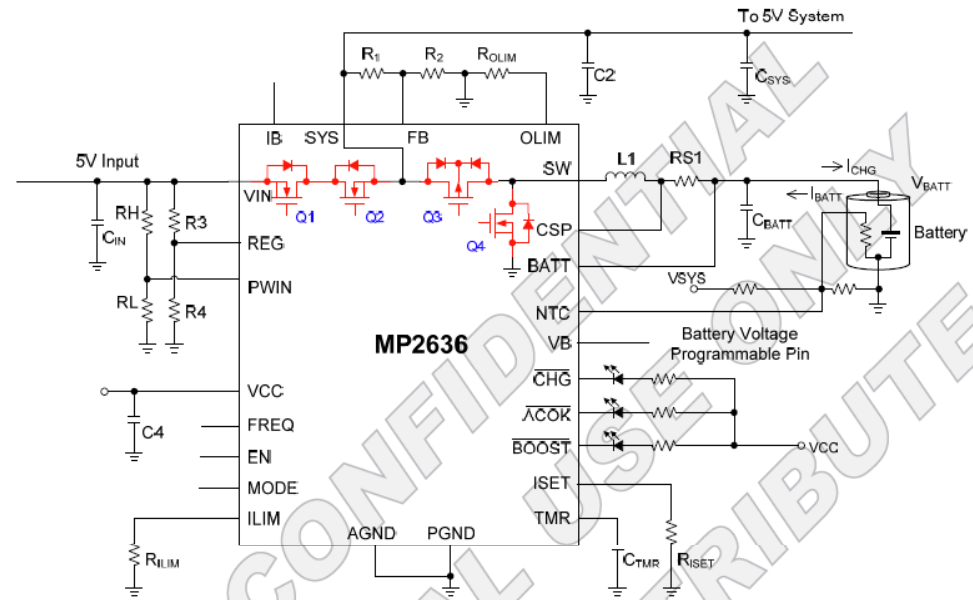 To 5V System
R1
R2
ROLIM
C2
CSYS
IB
SYS
FB
OLIM
5V Input
VIN
Q1
Q2
Q3
Q4
SW
L1
RS1
ICHG
IBATT
VBATT
CIN
RH
R3
REG
PWIN
RL
R4
CSP
BATT
CBATT
Battery
VSYS
NTC
VB
Battery Voltage
Programmable Pin
MP2636
VCC
C4
FREQ
EN
MODE
ILIM
RILIM
CHG
ACOK
BOOST
VCC
ISET
TMR
AGND
PGND
CTMR
RISET
CONFIDENTIAL
USE ONLY
DISTRIBUTE